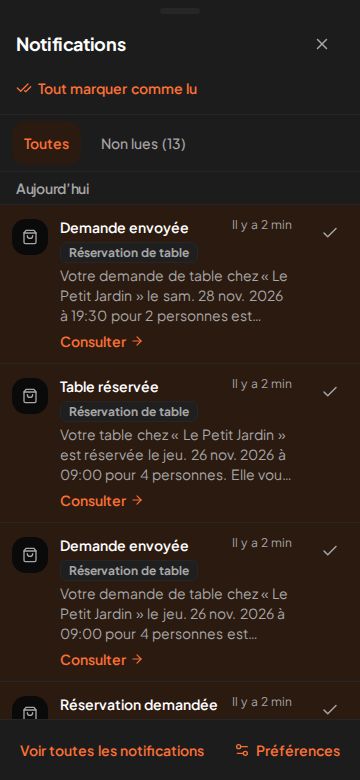 Notifications
Tout marquer comme lu
Toutes
Non lues (13)
Aujourd'hui
Demande envoyée
Il y a 2 min
Réservation de table
Votre demande de table chez « Le
Petit Jardin » le sam. 28 nov. 2026
à 19:30 pour 2 personnes est…
Consulter
Table réservée
Il y a 2 min
Réservation de table
Votre table chez « Le Petit Jardin »
est réservée le jeu. 26 nov. 2026 à
09:00 pour 4 personnes. Elle vou…
Consulter
Demande envoyée
Il y a 2 min
Réservation de table
Votre demande de table chez « Le
Petit Jardin » le jeu. 26 nov. 2026 à
09:00 pour 4 personnes est…
Consulter
Réservation demandée
Il y a 2 min
Voir toutes les notifications
Préférences